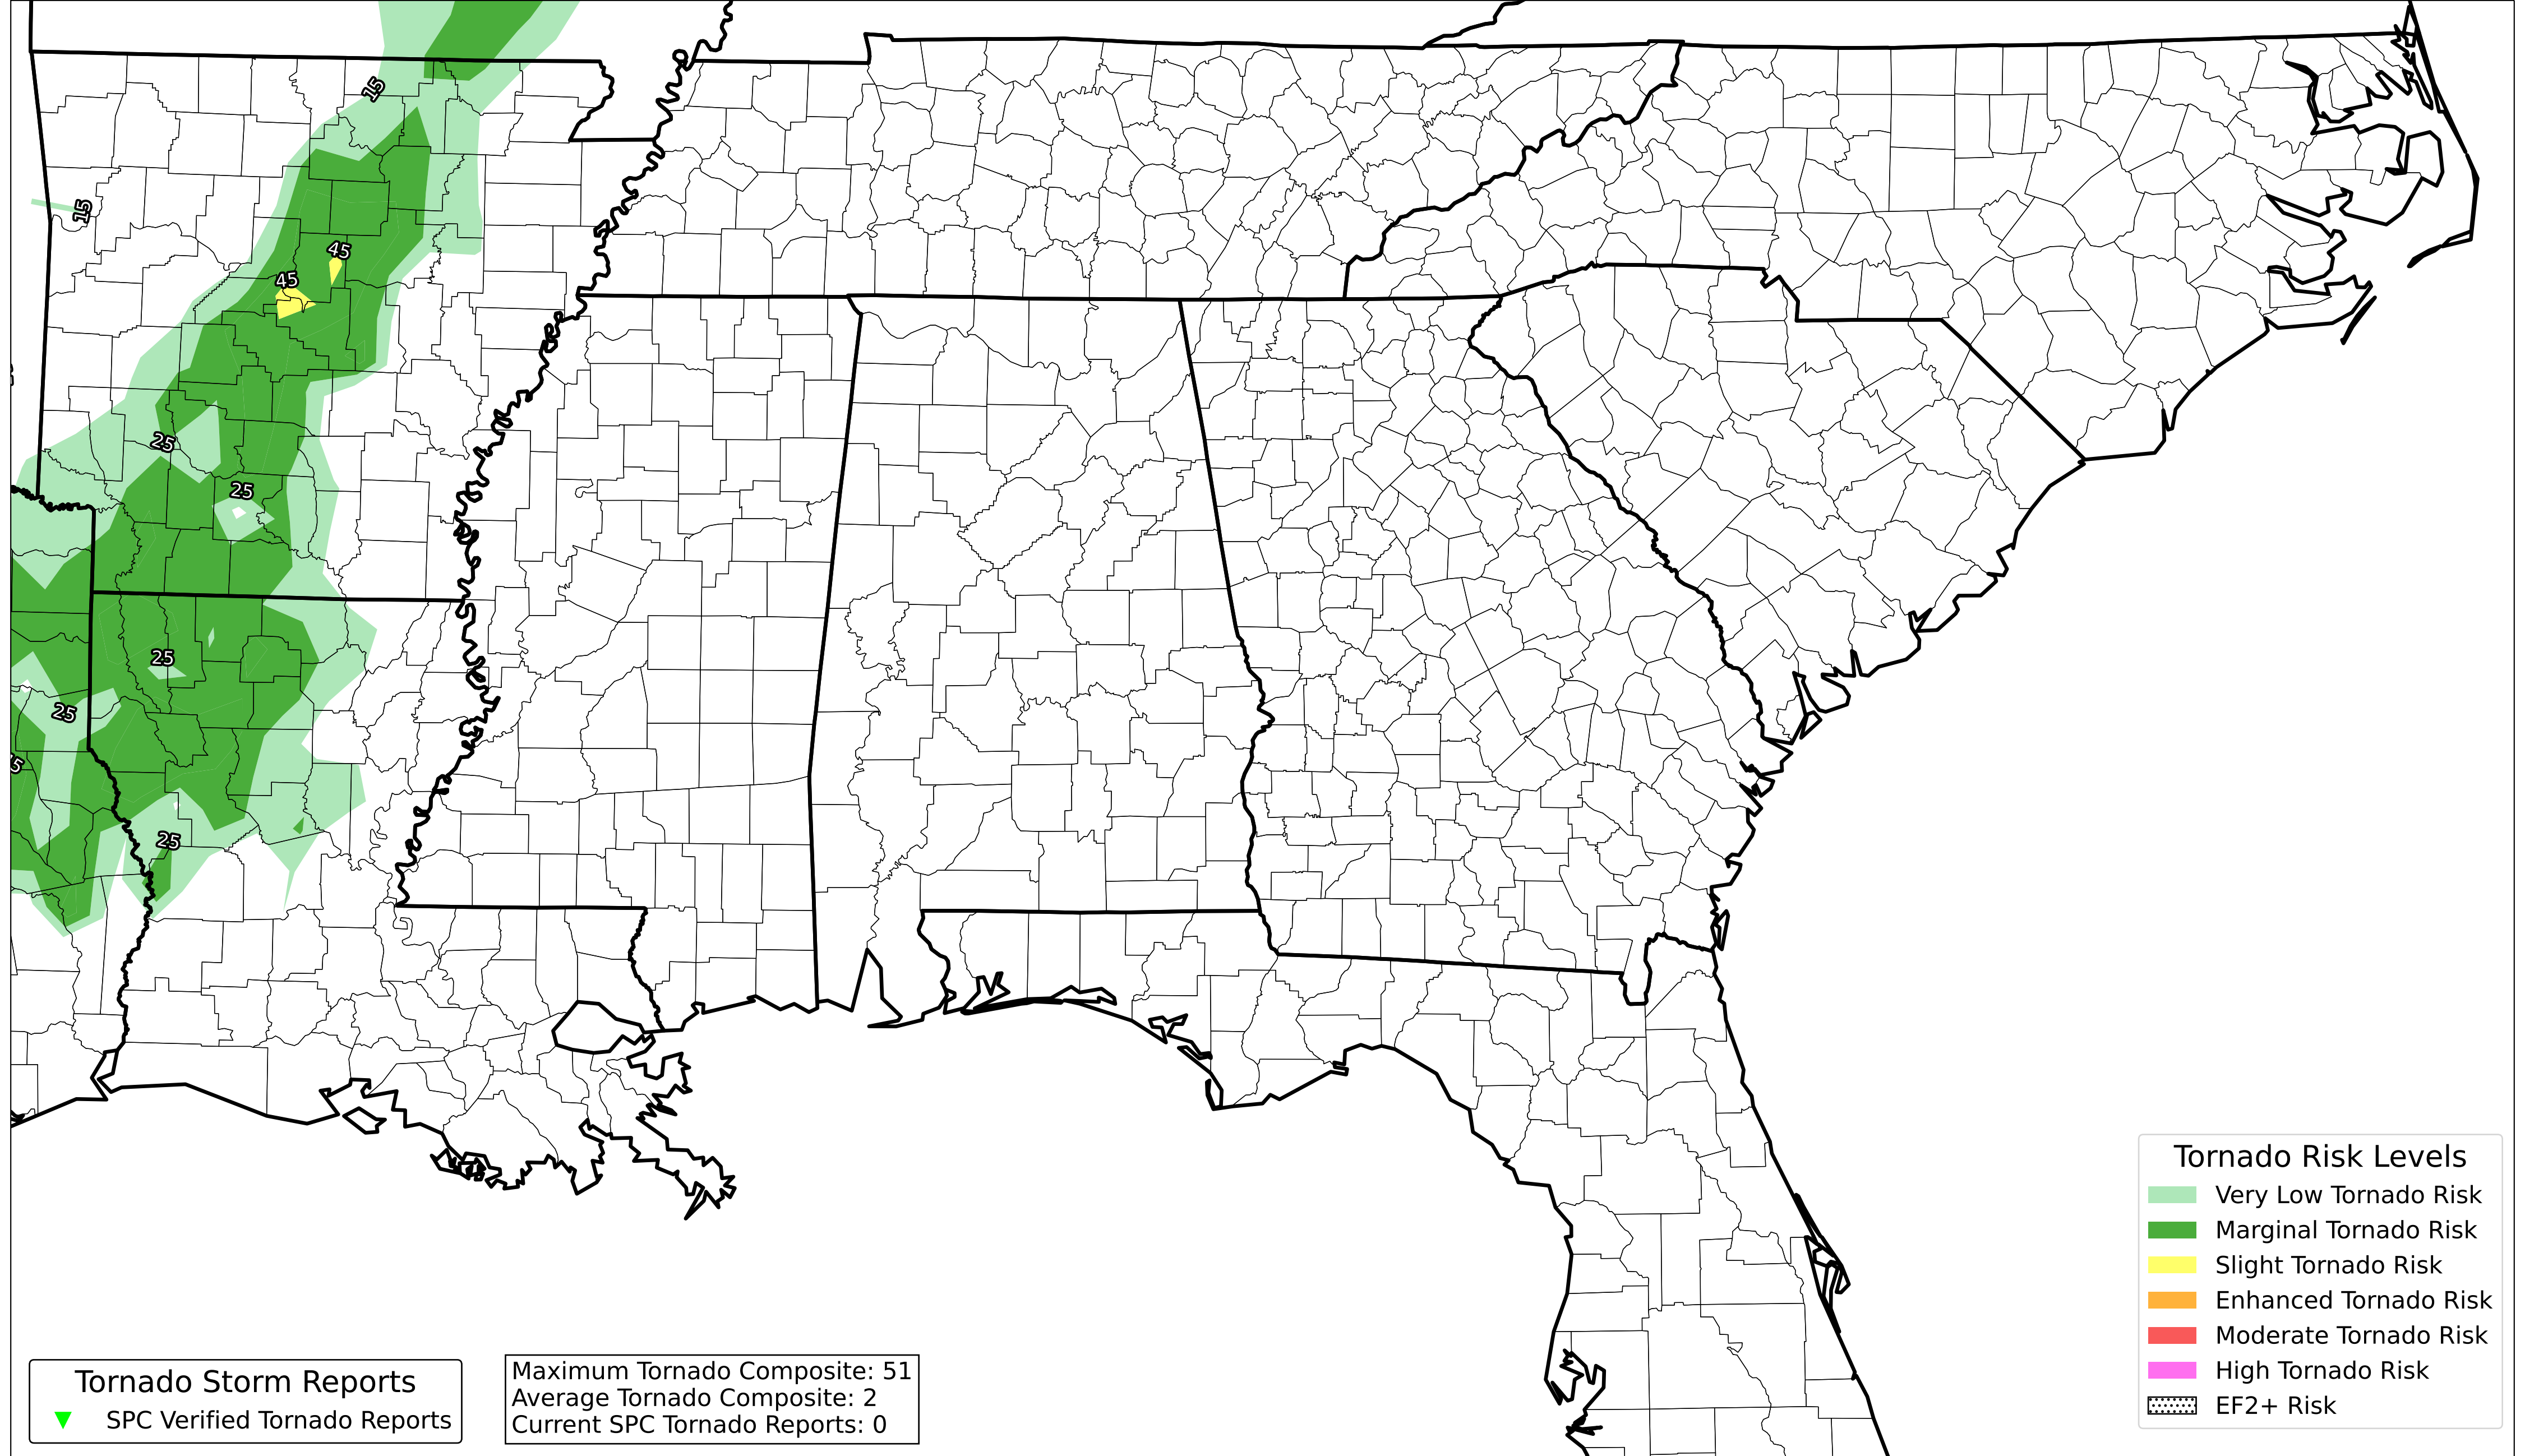 15
15
45
45
25
25
25
25
25
Tornado Storm Reports
SPC Verified Tornado Reports
Maximum Tornado Composite: 51
Average Tornado Composite: 2
Current SPC Tornado Reports: 0
Tornado Risk Levels
Very Low Tornado Risk
Marginal Tornado Risk
Slight Tornado Risk
Enhanced Tornado Risk
Moderate Tornado Risk
High Tornado Risk
EF2+ Risk